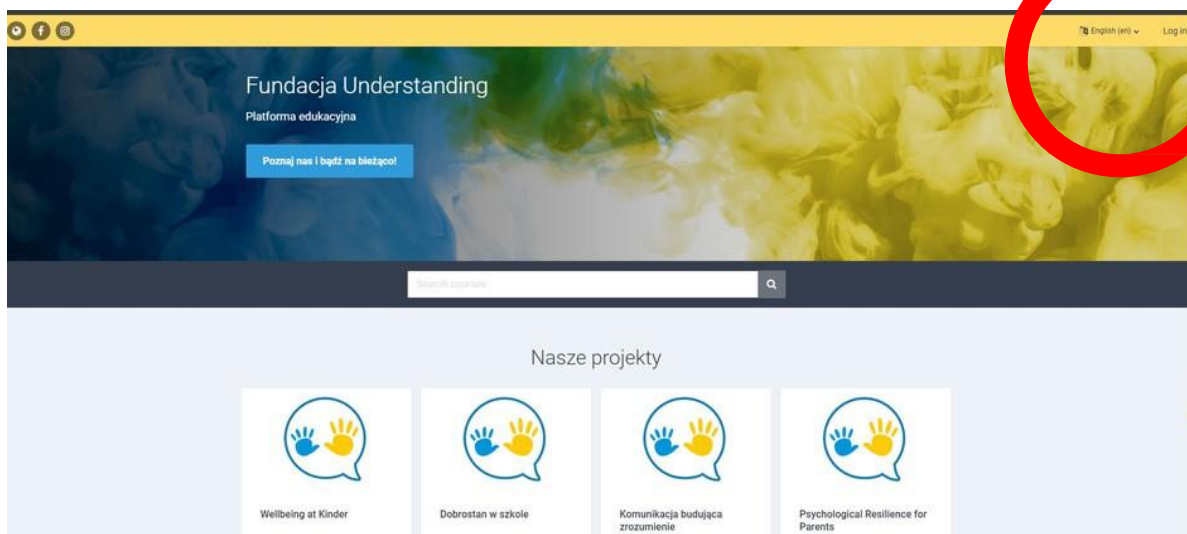 English (en)
Log in
Fundacja Understanding
Platforma edukacyjna
Poznaj nas i bądź na bieżąco!
Search courses
Nasze projekty
Wellbeing at Kinder
Dobrostan w szkole
Komunikacja budująca
zrozumienie
Psychological Resilience for
Parents